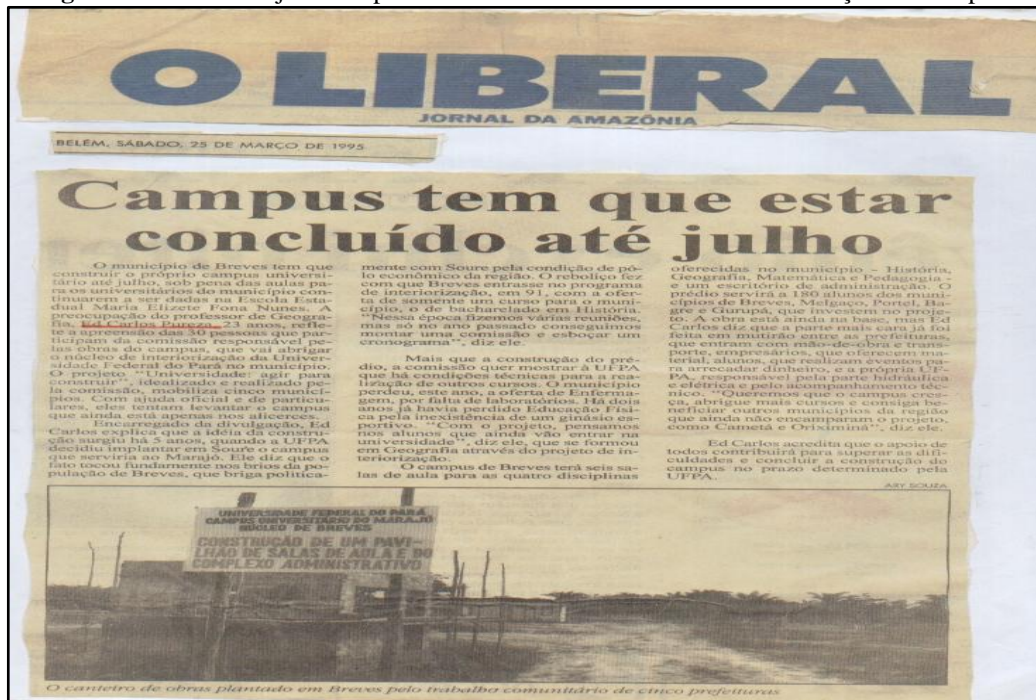 O LIBERAL
JORNAL DA AMAZÔNIA
BELÉM, SÁBADO, 25 DE MARÇO DE 1995
Campus tem que estar
concluído até julho
O município de Breves tem que
construir o próprio campus universi-
tário até julho, sob pena das aulas pa-
ra os universitários do município con-
tinuarem a ser dadas na Escola Esta-
dual Maria Elizete Fona Nunes. A
preocupação do professor de Geogra-
fia, Ed Carlos Pureza, 23 anos, refle-
te a apreensão das 30 pessoas que par-
ticipam da comissão responsável pe-
las obras do campus, que vai abrigar
o núcleo de interiorização da Univer-
sidade Federal do Pará no município.
O projeto "Universidade: agir para
construir", idealizado e realizado pe-
la comissão, mobiliza cinco municí-
pios. Com ajuda oficial e de particu-
lares, eles tentam levantar o campus
que ainda está apenas nos alicerces.
Encarregado da divulgação, Ed
Carlos explica que a idéia da constru-
ção surgiu há 5 anos, quando a UFPA
decidiu implantar em Soure o campus
que serviria ao Marajó. Ele diz que o
fato tocou fundamente nos brios da po-
pulação de Breves, que briga política-
mente com Soure pela condição de pó-
lo econômico da região. O reboliço fez
com que Breves entrasse no programa
de interiorização, em 91, com a ofer-
ta de somente um curso para o muni-
cípio, o de bacharelado em História.
"Nessa época fizemos várias reuniões,
mas só no ano passado conseguimos
montar uma comissão e esboçar um
cronograma", diz ele.
Mais que a construção do pré-
dio, a comissão quer mostrar à UFPA
que há condições técnicas para a rea-
lização de outros cursos. O município
perdeu, este ano, a oferta de Enferma-
gem, por falta de laboratórios. Há dois
anos já havia perdido Educação Físi-
ca pela inexistência de um ginásio es-
portivo. "Com o projeto, pensamos
nos alunos que ainda vão entrar na
universidade", diz ele, que se formou
em Geografia através do projeto de in-
teriorização.
O campus de Breves terá seis sa-
las de aula para as quatro disciplinas
oferecidas no município - História,
Geografia, Matemática e Pedagogia -
e um escritório de administração. O
prédio servirá a 180 alunos dos muni-
cípios de Breves, Melgaço, Portel, Ba-
gre e Gurupá, que investem no proje-
to. A obra está ainda na base, mas Ed
Carlos diz que a parte mais cara já foi
feita em mutirão entre as prefeituras,
que entram com mão-de-obra e trans-
porte, empresários, que oferecem ma-
terial, alunos, que realizam eventos pa-
ra arrecadar dinheiro, e a própria UF-
PA, responsável pela parte hidráulica
e elétrica e pelo acompanhamento téc-
nico. "Queremos que o campus cres-
ça, abrigue mais cursos e consiga be-
neficiar outros municípios da região
que ainda não encamparam o projeto,
como Cametá e Oriximiná", diz ele.
Ed Carlos acredita que o apoio de
todos contribuirá para superar as difi-
culdades e concluir a construção do
campus no prazo determinado pela
UFPA.
ARY SOUZA
UNIVERSIDADE FEDERAL DO PARÁ
CAMPUS UNIVERSITÁRIO DO MARAJÓ
NÚCLEO DE BREVES
CONSTRUÇÃO DE UM PAVI-
LHÃO DE SALAS DE AULA E DO
COMPLEXO ADMINISTRATIVO
O canteiro de obras plantado em Breves pelo trabalho comunitário de cinco prefeituras